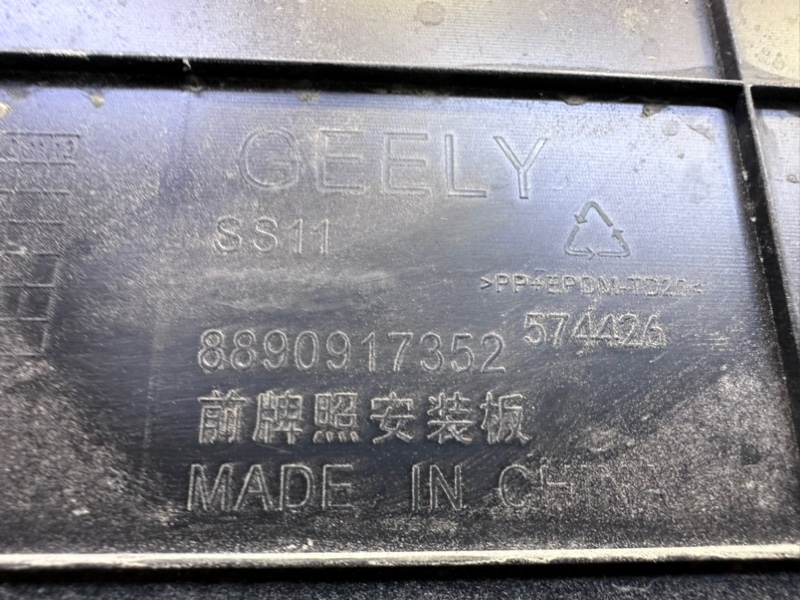 GEELY
SS11
>PP+EPDM-TD20<
574426
8890917352
前牌照安装板
MADE IN CHINA